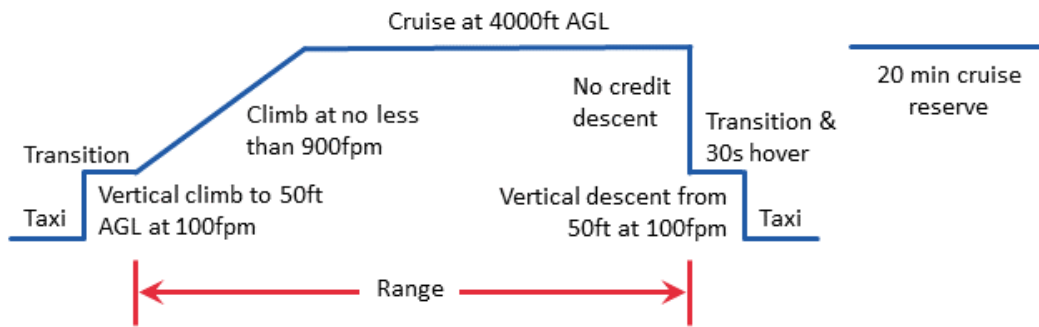 Cruise at 4000ft AGL
20 min cruise
reserve
No credit
descent
Climb at no less
than 900fpm
Transition &
30s hover
Transition
Vertical climb to 50ft
AGL at 100fpm
Vertical descent from
50ft at 100fpm
Taxi
Taxi
Range